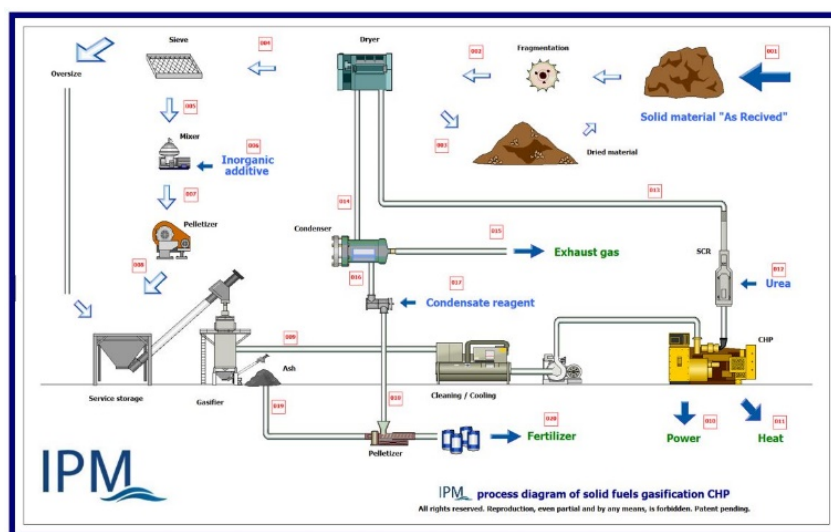 004
Sieve
Dryer
002
Fragmentation
001
Oversize
Solid material "As Recived"
005
Mixer
006
Inorganic
additive
003
Dried material
007
014
013
Pelletizer
Condenser
015
Exhaust gas
SCR
012
Urea
008
016
017
Condensate reagent
009
CHP
Ash
Service storage
Gasifier
Cleaning / Cooling
019
010
011
Power
Heat
020
Fertilizer
Pelletizer
IPM
IPM process diagram of solid fuels gasification CHP
All rights reserved. Reproduction, even partial and by any means, is forbidden. Patent pending.